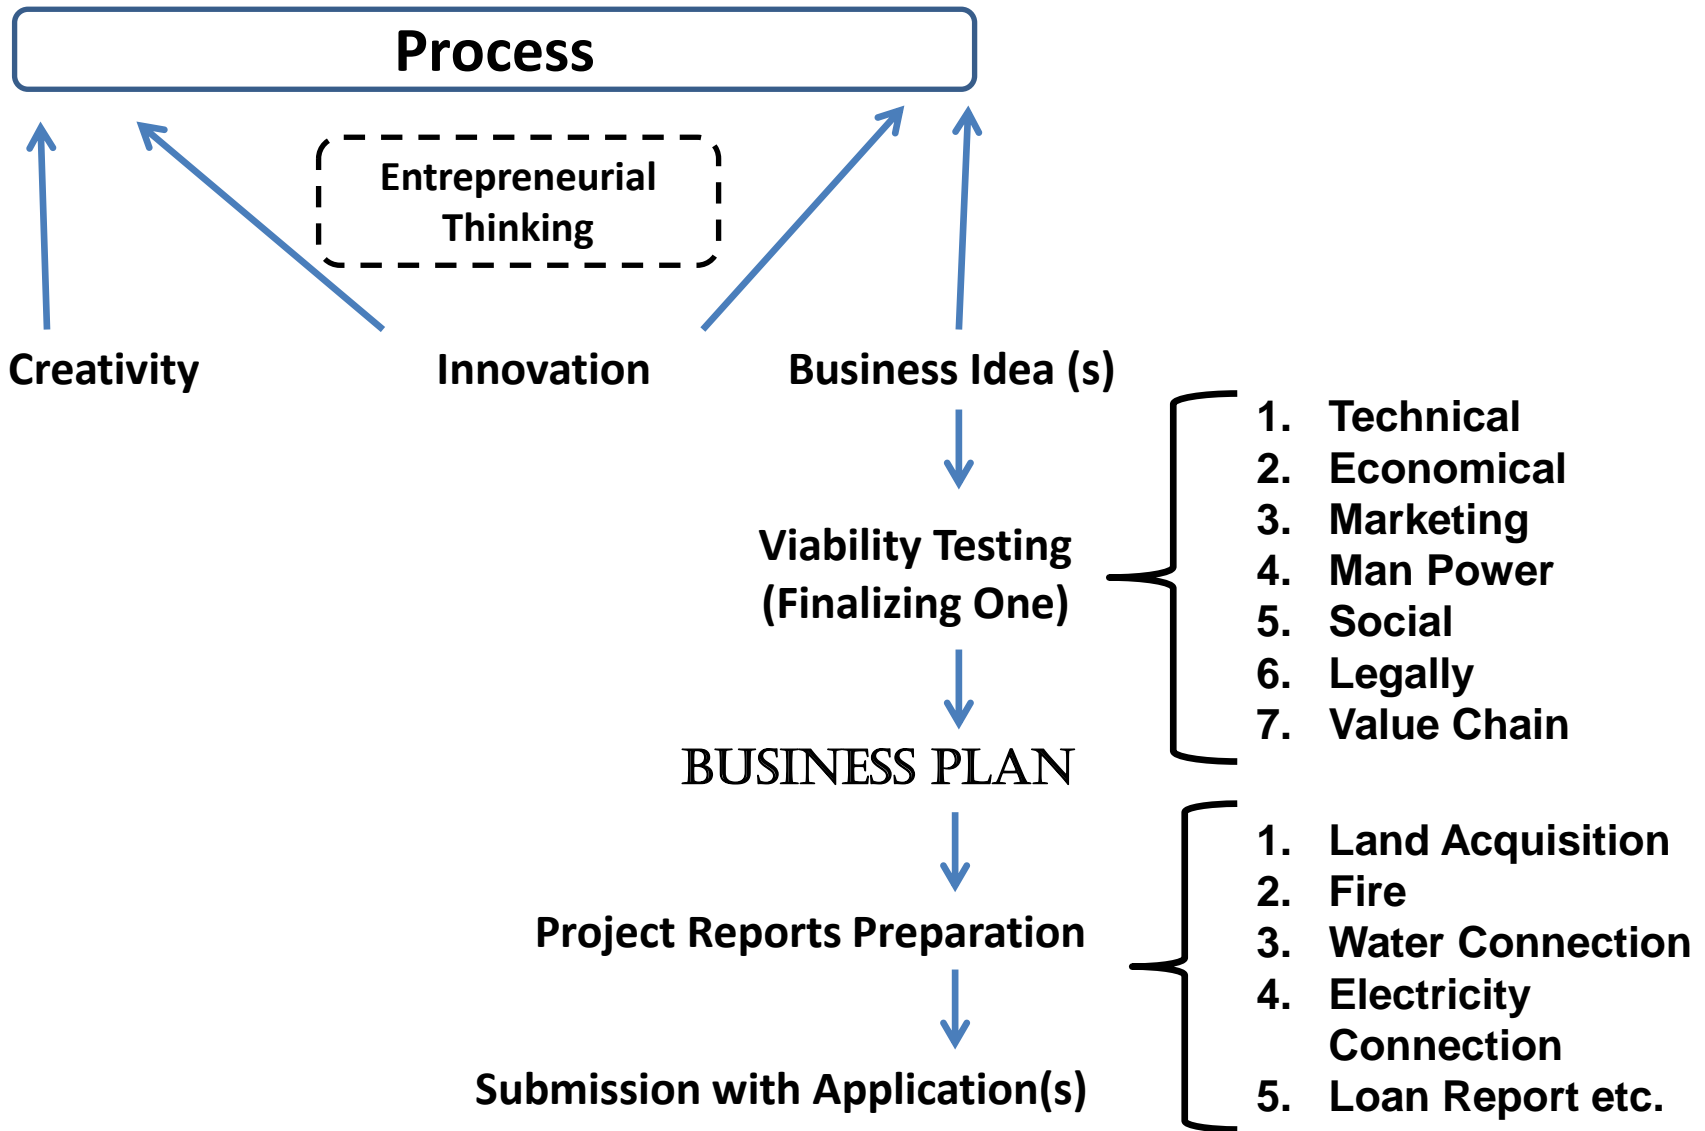 Process
Entrepreneurial
Thinking
Creativity
Innovation
Business Idea (s)
Viability Testing
(Finalizing One)
1. Technical
2. Economical
3. Marketing
4. Man Power
5. Social
6. Legally
7. Value Chain
BUSINESS PLAN
Project Reports Preparation
1. Land Acquisition
2. Fire
3. Water Connection
4. Electricity
Connection
5. Loan Report etc.
Submission with Application(s)